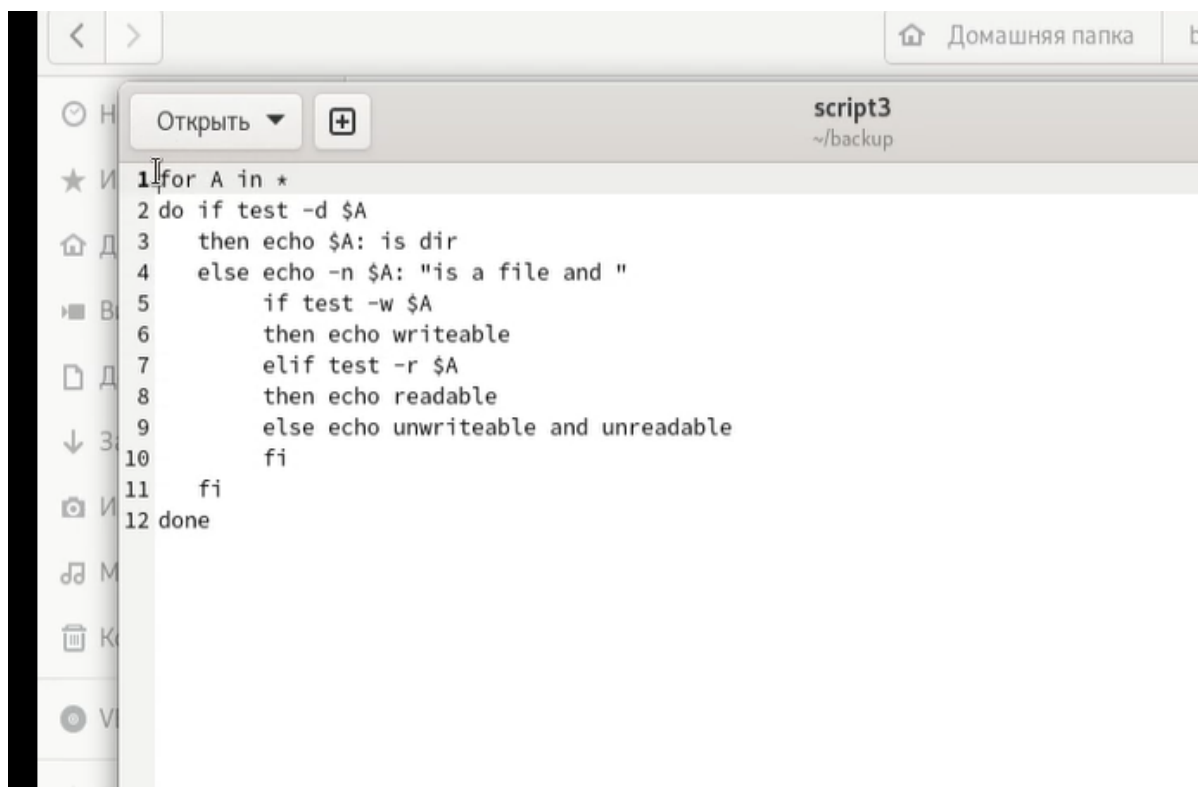 Домашняя папка
Открыть
script3
~/backup
1 for A in *
2 do if test -d $A
3    then echo $A: is dir
4    else echo -n $A: "is a file and "
5         if test -w $A
6         then echo writeable
7         elif test -r $A
8         then echo readable
9         else echo unwriteable and unreadable
10         fi
11    fi
12 done